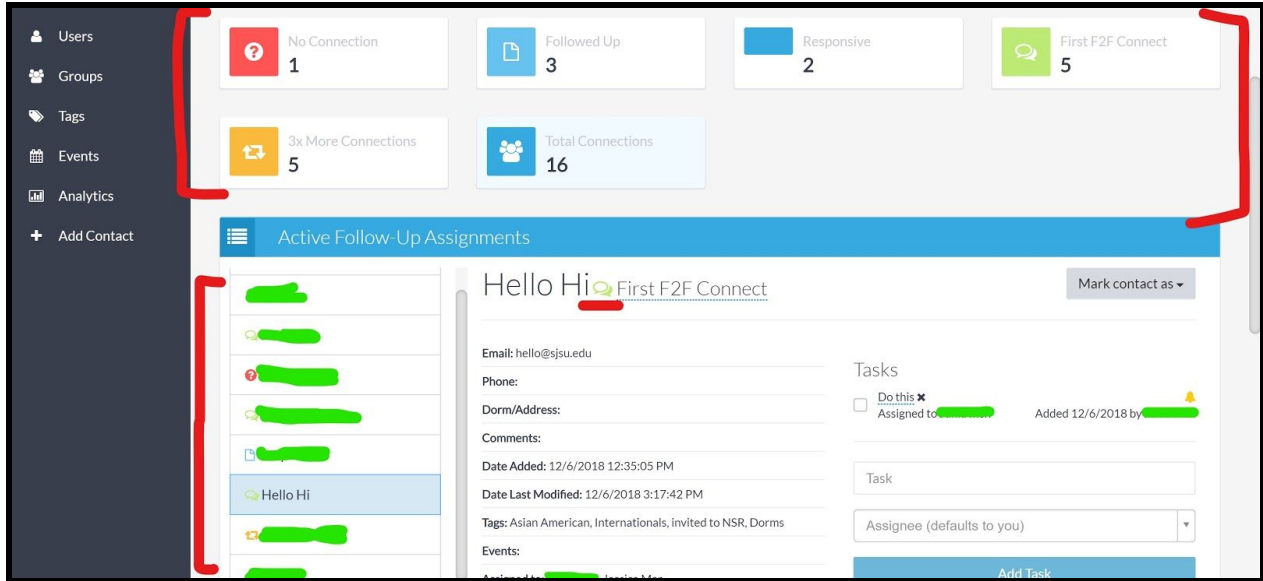 Users
Groups
Tags
Events
Analytics
Add Contact
No Connection
1
Followed Up
3
Responsive
2
First F2F Connect
5
3x More Connections
5
Total Connections
16
Active Follow-Up Assignments
Hello Hi
Hello Hi First F2F Connect
Mark contact as
Email: hello@sjsu.edu
Phone:
Dorm/Address:
Comments:
Date Added: 12/6/2018 12:35:05 PM
Date Last Modified: 12/6/2018 3:17:42 PM
Tags: Asian American, Internationals, invited to NSR, Dorms
Events:
Assigned to:
Tasks
Do this
Assigned to
Added 12/6/2018 by
Task
Assignee (defaults to you)
Add Task